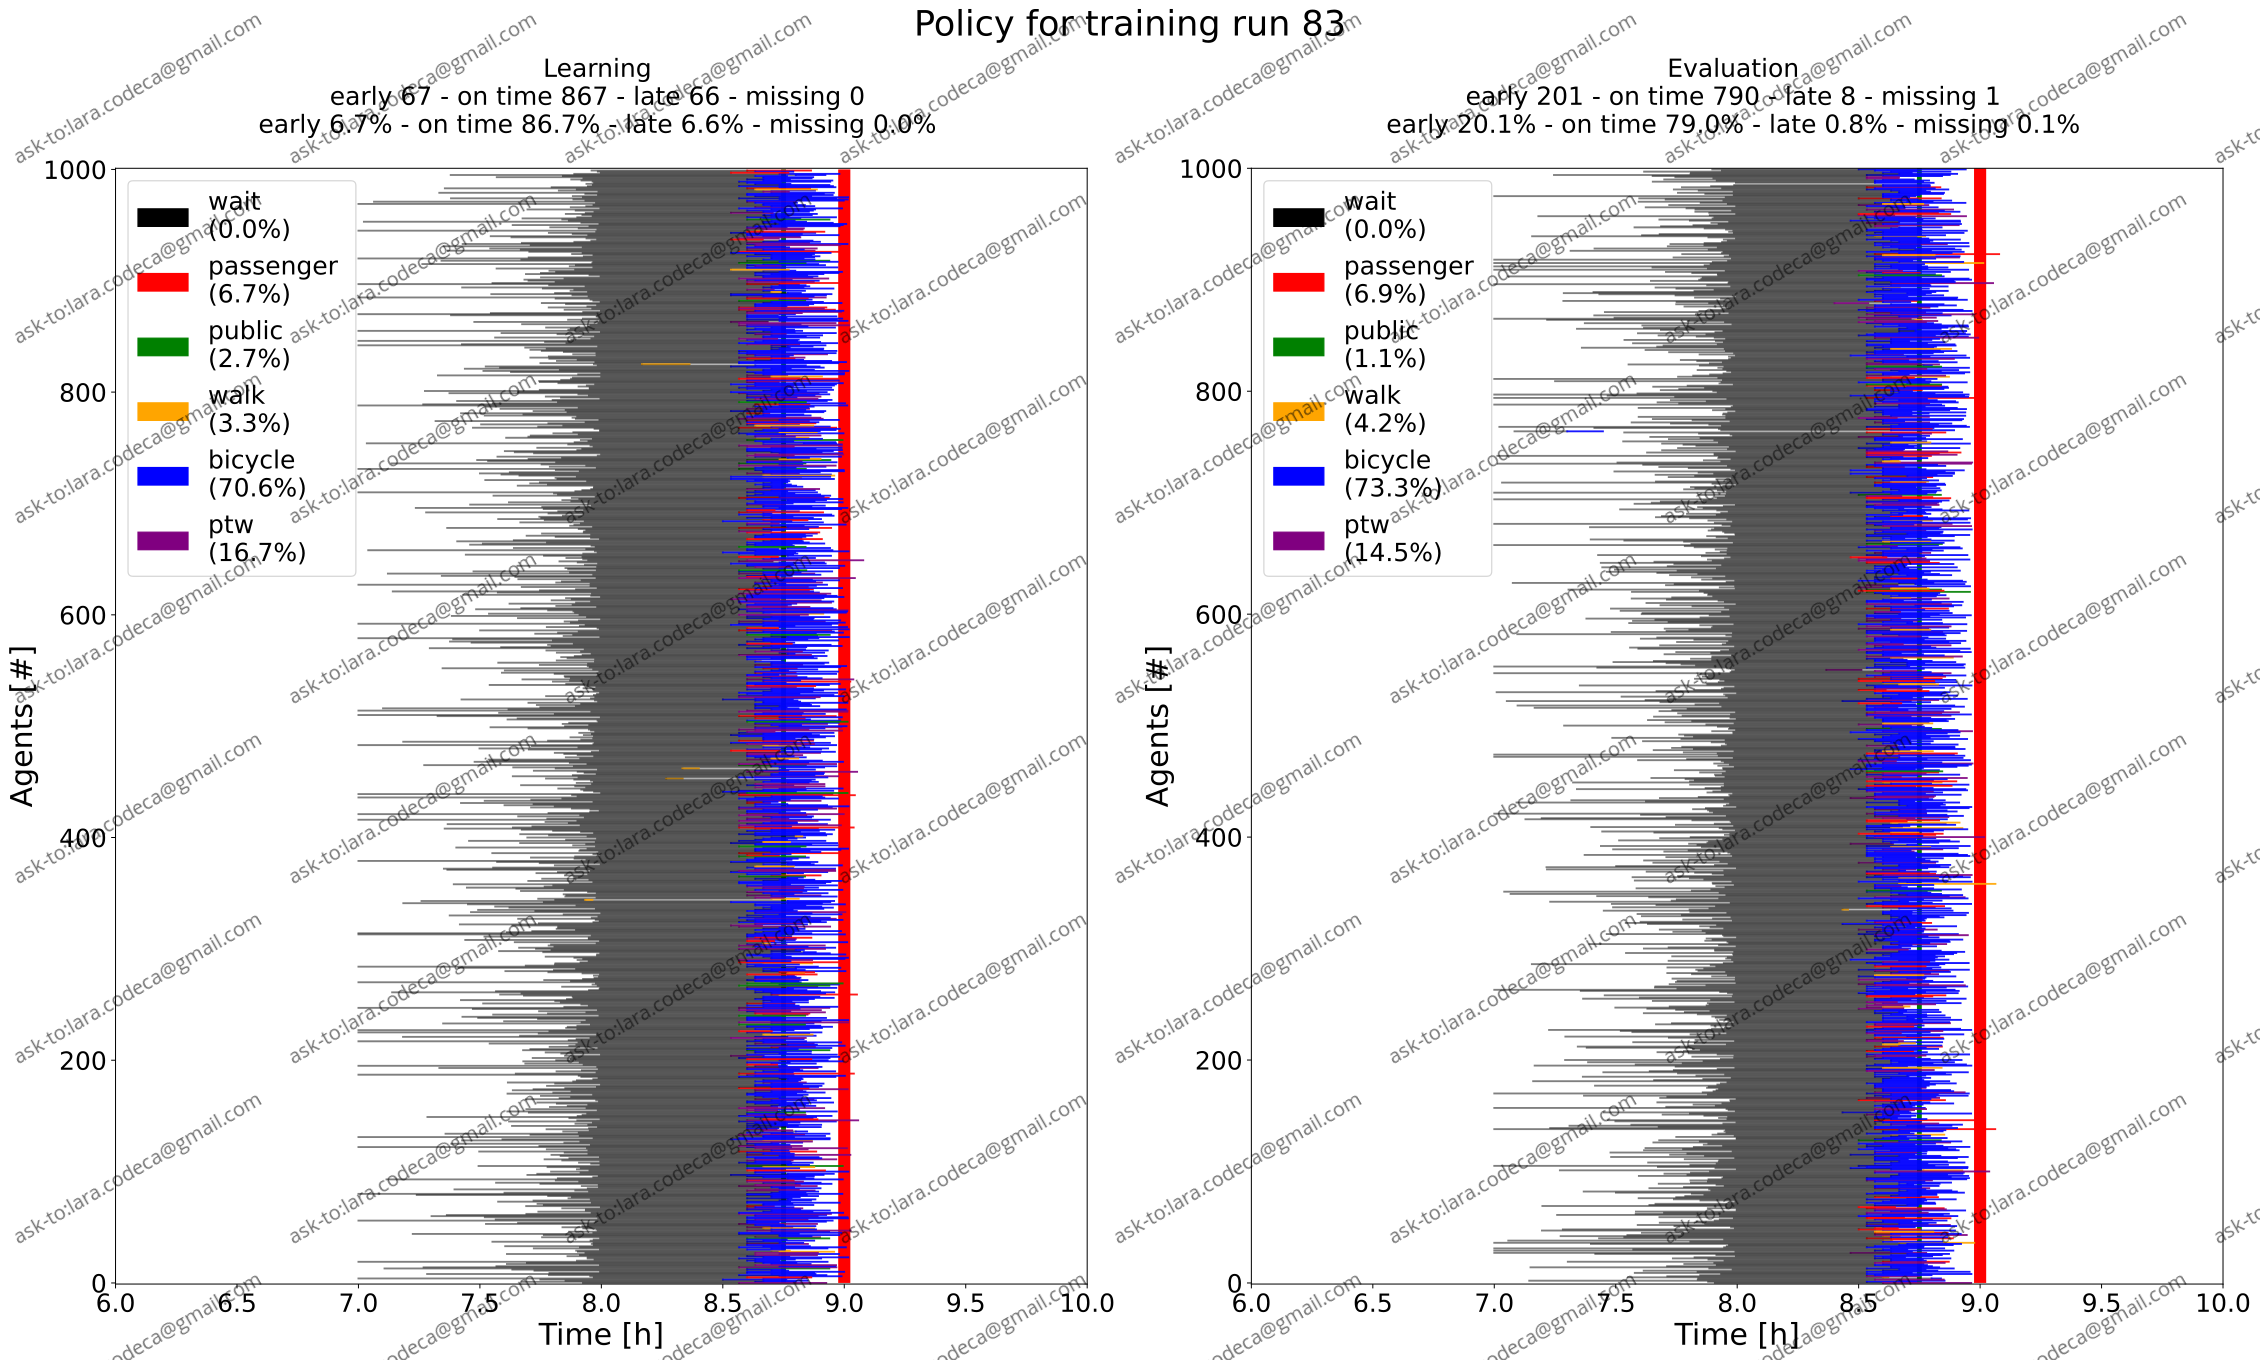 Policy for training run 83
Learning
early 67 - on time 867 - late 66 - missing 0
early 6.7% - on time 86.7% - late 6.6% - missing 0.0%
1000
800
600
400
200
0
Agents [#]
wait
(0.0%)
passenger
(6.7%)
public
(2.7%)
walk
(3.3%)
bicycle
(70.6%)
ptw
(16.7%)
6.0 6.5 7.0 7.5 8.0 8.5 9.0 9.5 10.0
Time [h]
Evaluation
early 201 - on time 790 - late 8 - missing 1
early 20.1% - on time 79.0% - late 0.8% - missing 0.1%
1000
800
600
400
200
0
Agents [#]
wait
(0.0%)
passenger
(6.9%)
public
(1.1%)
walk
(4.2%)
bicycle
(73.3%)
ptw
(14.5%)
6.0 6.5 7.0 7.5 8.0 8.5 9.0 9.5 10.0
Time [h]
ask-to:lara.codeca@gmail.com